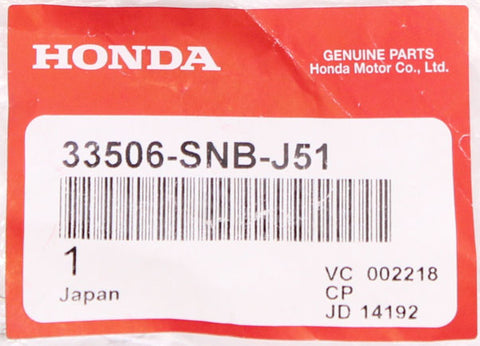 HONDA
GENUINE PARTS
Honda Motor Co., Ltd.
33506-SNB-J51
1
Japan
VC 002218
CP
JD 14192